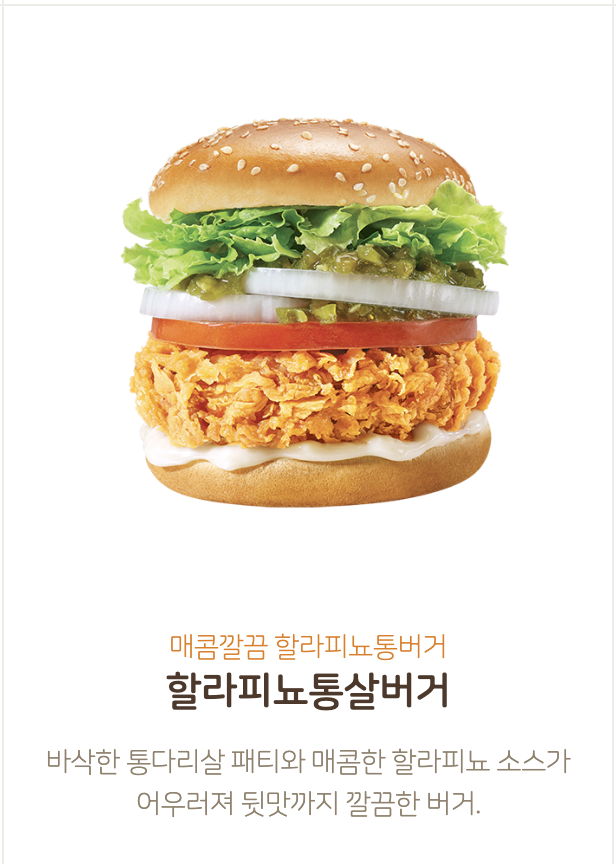 매콤깔끔 할라피뇨통버거
할라피뇨통살버거
바삭한 통다리살 패티와 매콤한 할라피뇨 소스가
어우러져 뒷맛까지 깔끔한 버거.